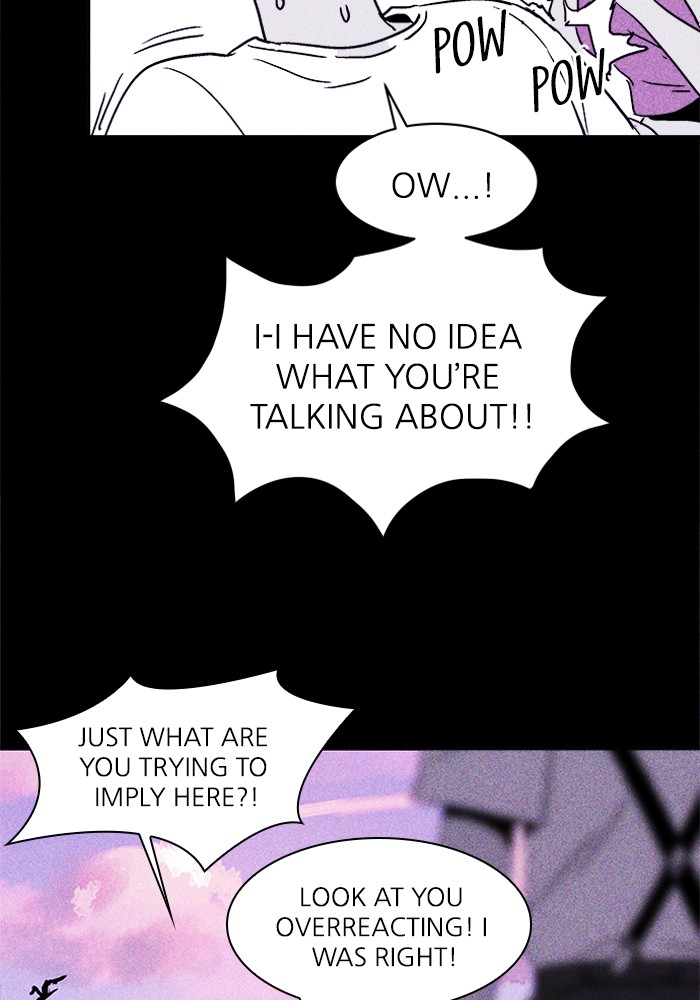 POW
POW
OW...!
I-I HAVE NO IDEA
WHAT YOU'RE
TALKING ABOUT!!
JUST WHAT ARE
YOU TRYING TO
IMPLY HERE?!
LOOK AT YOU
OVERREACTING! I
WAS RIGHT!